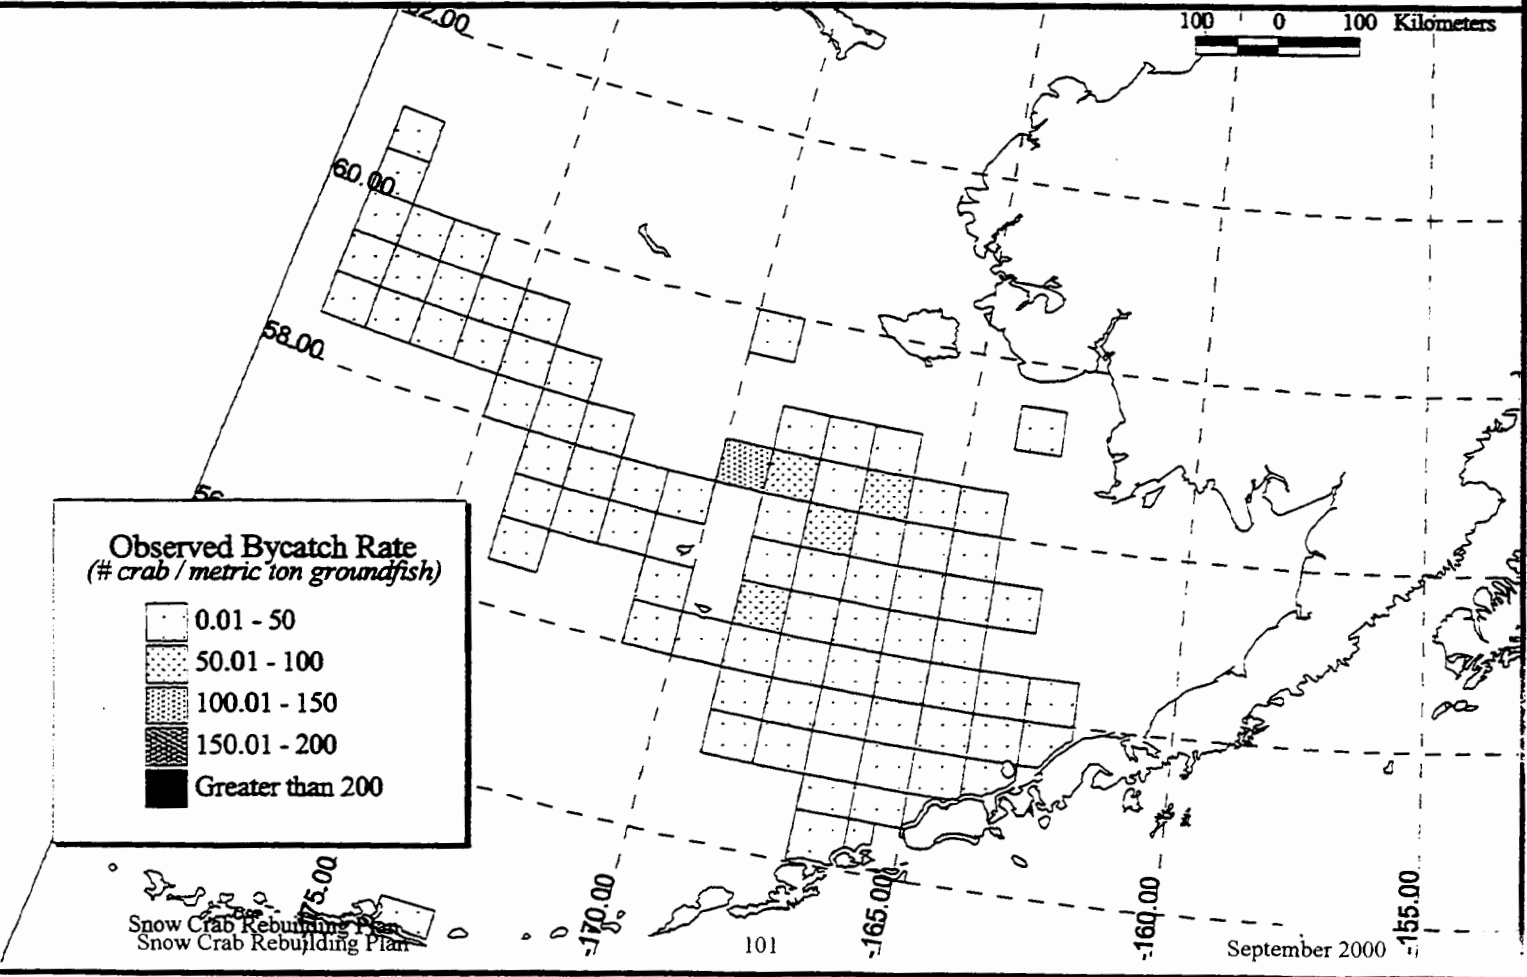 100 0 100 Kilometers
60.00
58.00
Observed Bycatch Rate
(# crab / metric ton groundfish)
0.01 - 50
50.01 - 100
100.01 - 150
150.01 - 200
Greater than 200
-170.00
-165.00
-160.00
-155.00
Snow Crab Rebuilding Plan
Snow Crab Rebuilding Plan
101
September 2000